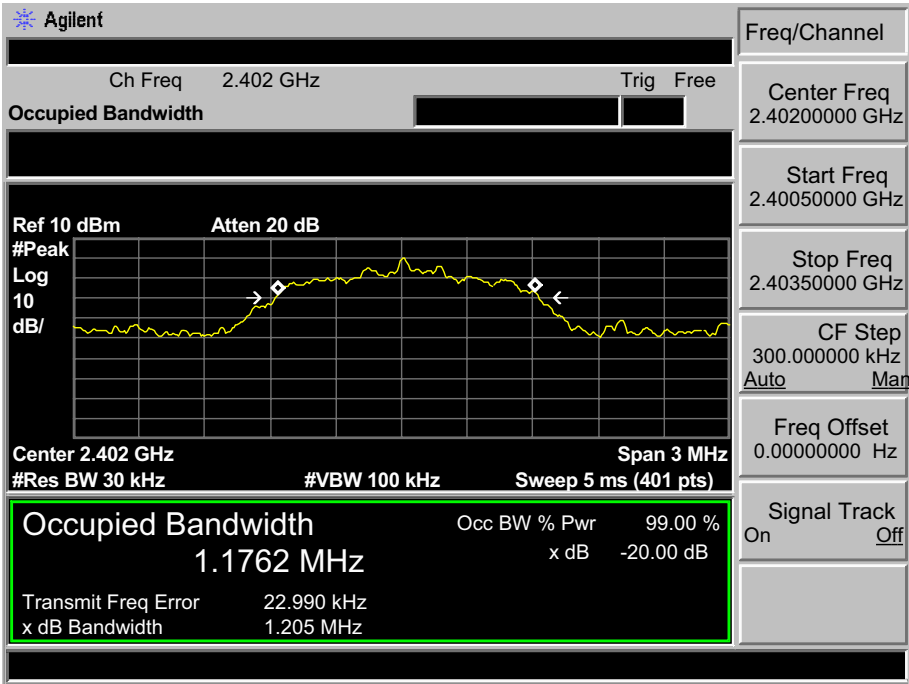 Agilent
Freq/Channel
Ch Freq 2.402 GHz Trig Free
Occupied Bandwidth
Center Freq
2.40200000 GHz
Start Freq
2.40050000 GHz
Stop Freq
2.40350000 GHz
CF Step
300.000000 kHz
Auto Man
Freq Offset
0.00000000 Hz
Signal Track
On Off
Ref 10 dBm Atten 20 dB
#Peak
Log
10
dB/
Center 2.402 GHz Span 3 MHz
#Res BW 30 kHz #VBW 100 kHz Sweep 5 ms (401 pts)
Occupied Bandwidth Occ BW % Pwr 99.00 %
1.1762 MHz x dB -20.00 dB
Transmit Freq Error 22.990 kHz
x dB Bandwidth 1.205 MHz